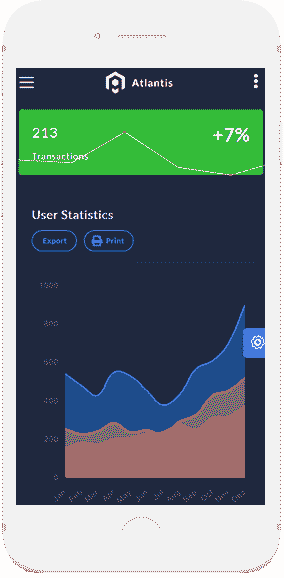 Atlantis
213
+7%
Transactions
User Statistics
Export
Print
1000
800
600
400
200
0
Jan Feb Mar Apr May Jun Jul Aug Sep Oct Nov Dec